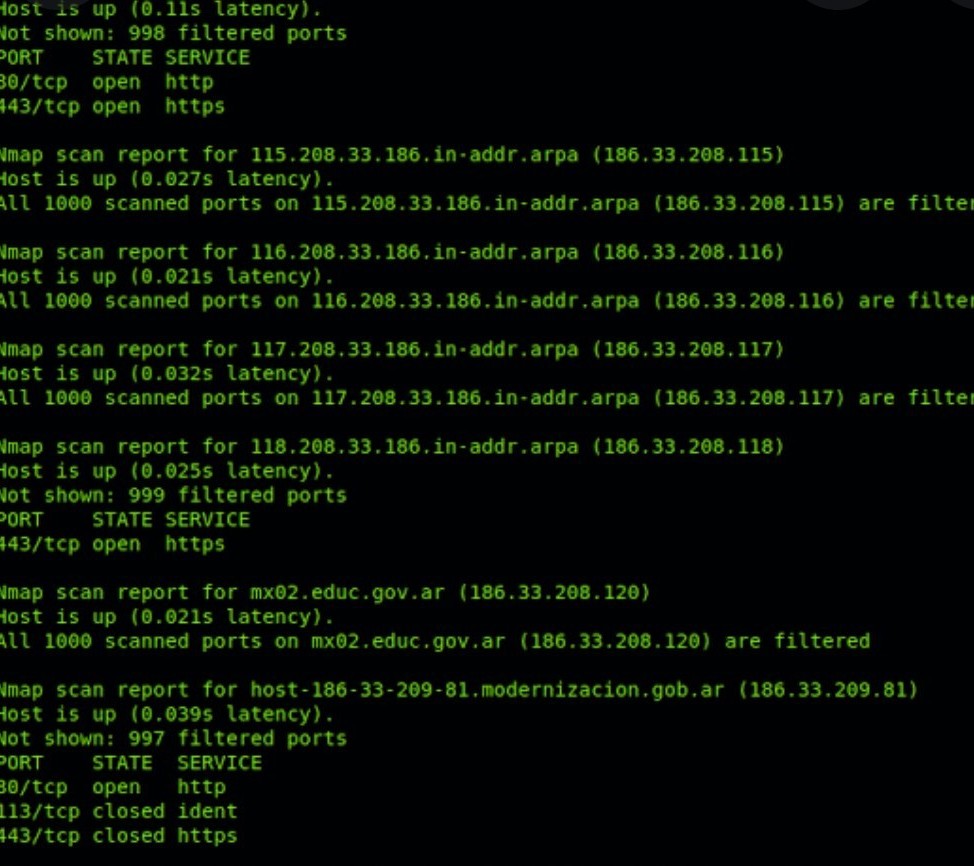 Host is up (0.11s latency).
Not shown: 998 filtered ports
PORT    STATE SERVICE
80/tcp  open  http
443/tcp open  https
Nmap scan report for 115.208.33.186.in-addr.arpa (186.33.208.115)
Host is up (0.027s latency).
All 1000 scanned ports on 115.208.33.186.in-addr.arpa (186.33.208.115) are filter
Nmap scan report for 116.208.33.186.in-addr.arpa (186.33.208.116)
Host is up (0.021s latency).
All 1000 scanned ports on 116.208.33.186.in-addr.arpa (186.33.208.116) are filter
Nmap scan report for 117.208.33.186.in-addr.arpa (186.33.208.117)
Host is up (0.032s latency).
All 1000 scanned ports on 117.208.33.186.in-addr.arpa (186.33.208.117) are filter
Nmap scan report for 118.208.33.186.in-addr.arpa (186.33.208.118)
Host is up (0.025s latency).
Not shown: 999 filtered ports
PORT    STATE SERVICE
443/tcp open  https
Nmap scan report for mx02.educ.gov.ar (186.33.208.120)
Host is up (0.021s latency).
All 1000 scanned ports on mx02.educ.gov.ar (186.33.208.120) are filtered
Nmap scan report for host-186-33-209-81.modernizacion.gob.ar (186.33.209.81)
Host is up (0.039s latency).
Not shown: 997 filtered ports
PORT    STATE  SERVICE
80/tcp  open   http
113/tcp closed ident
443/tcp closed https